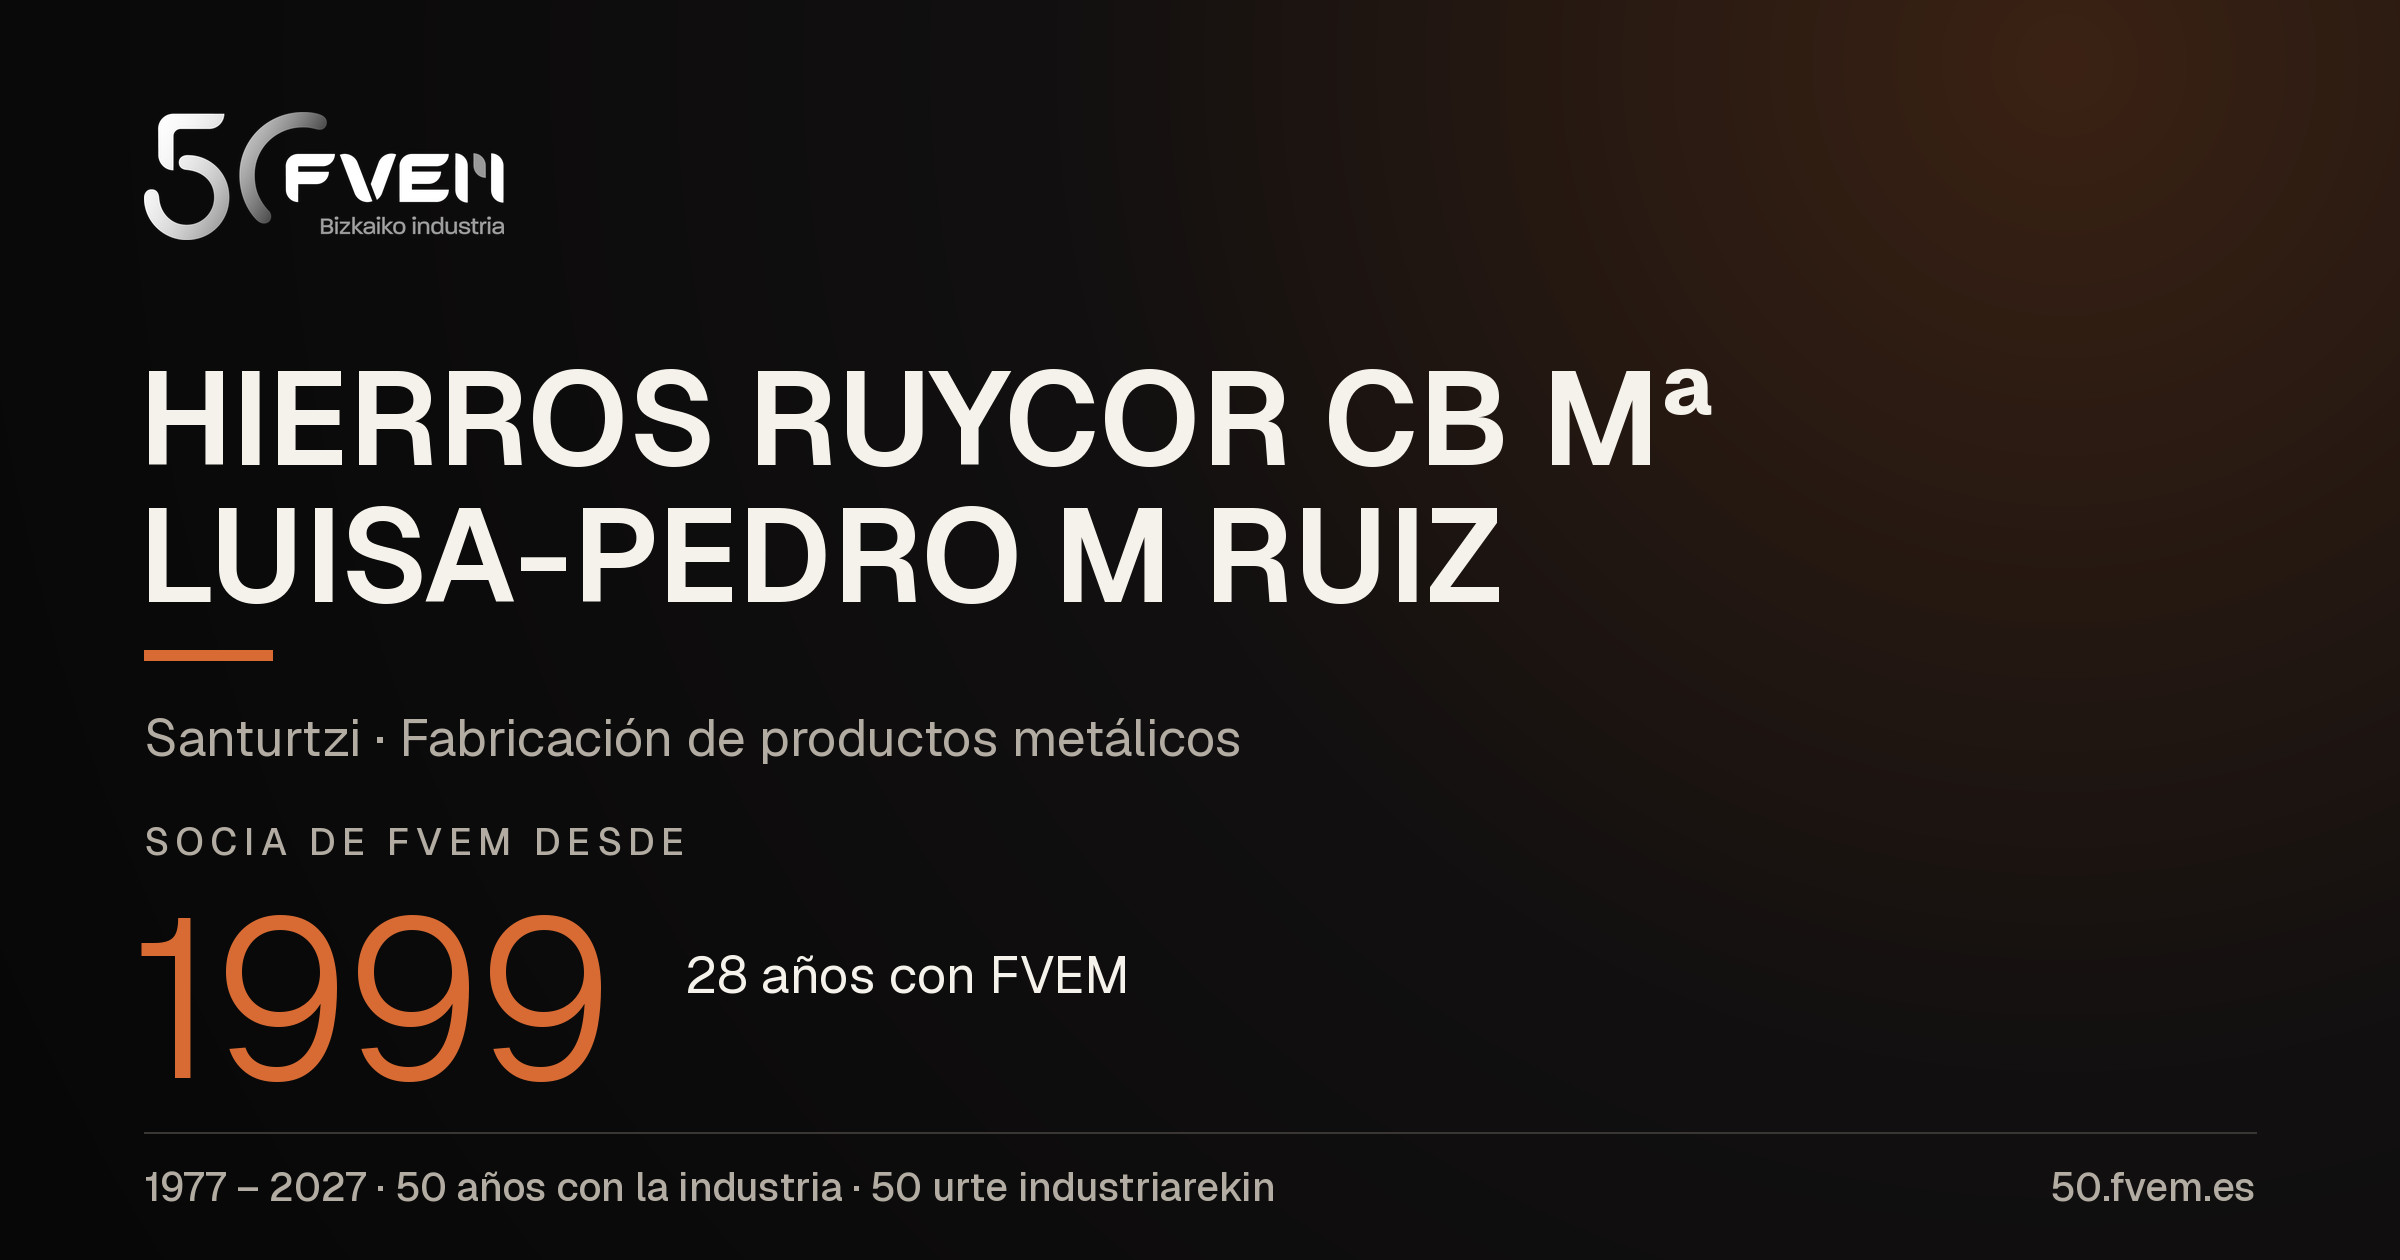 50 FVEM
Bizkaiko industria
HIERROS RUYCOR CB Mª
LUISA-PEDRO M RUIZ
Santurtzi · Fabricación de productos metálicos
SOCIA DE FVEM DESDE
1999
28 años con FVEM
1977 – 2027 · 50 años con la industria · 50 urte industriarekin
50.fvem.es